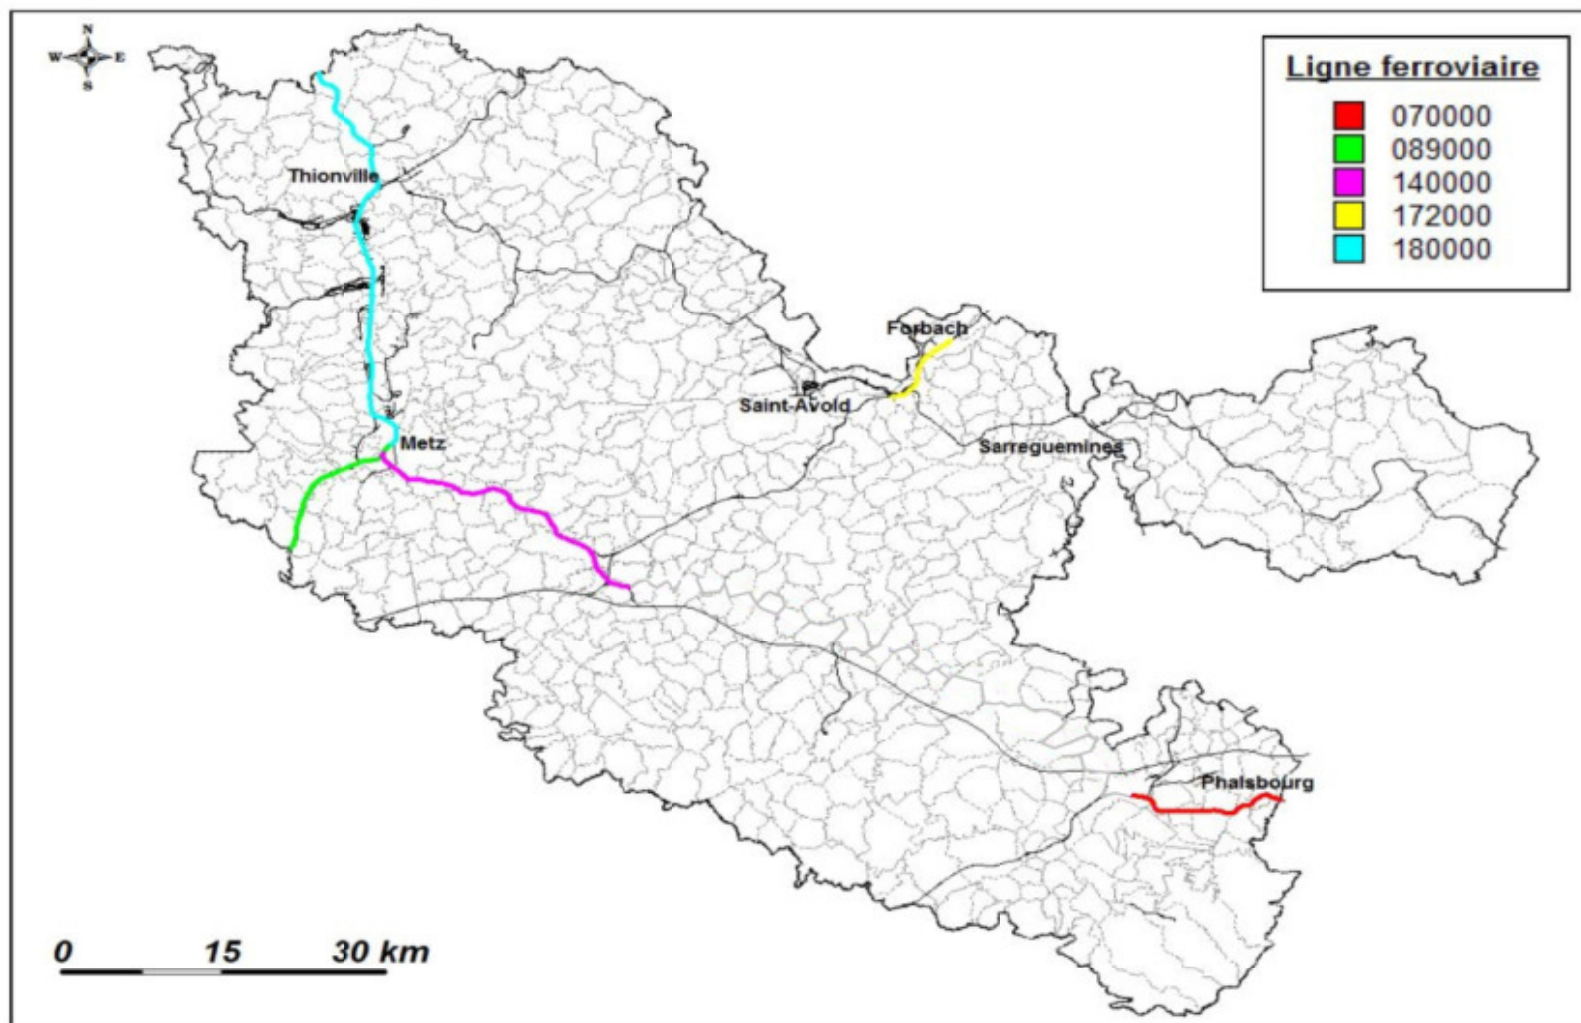 N
W E
S
Ligne ferroviaire
070000
089000
140000
172000
180000
Thionville
Forbach
Saint-Avold
Metz
Sarreguemines
Phalsbourg
0 15 30 km